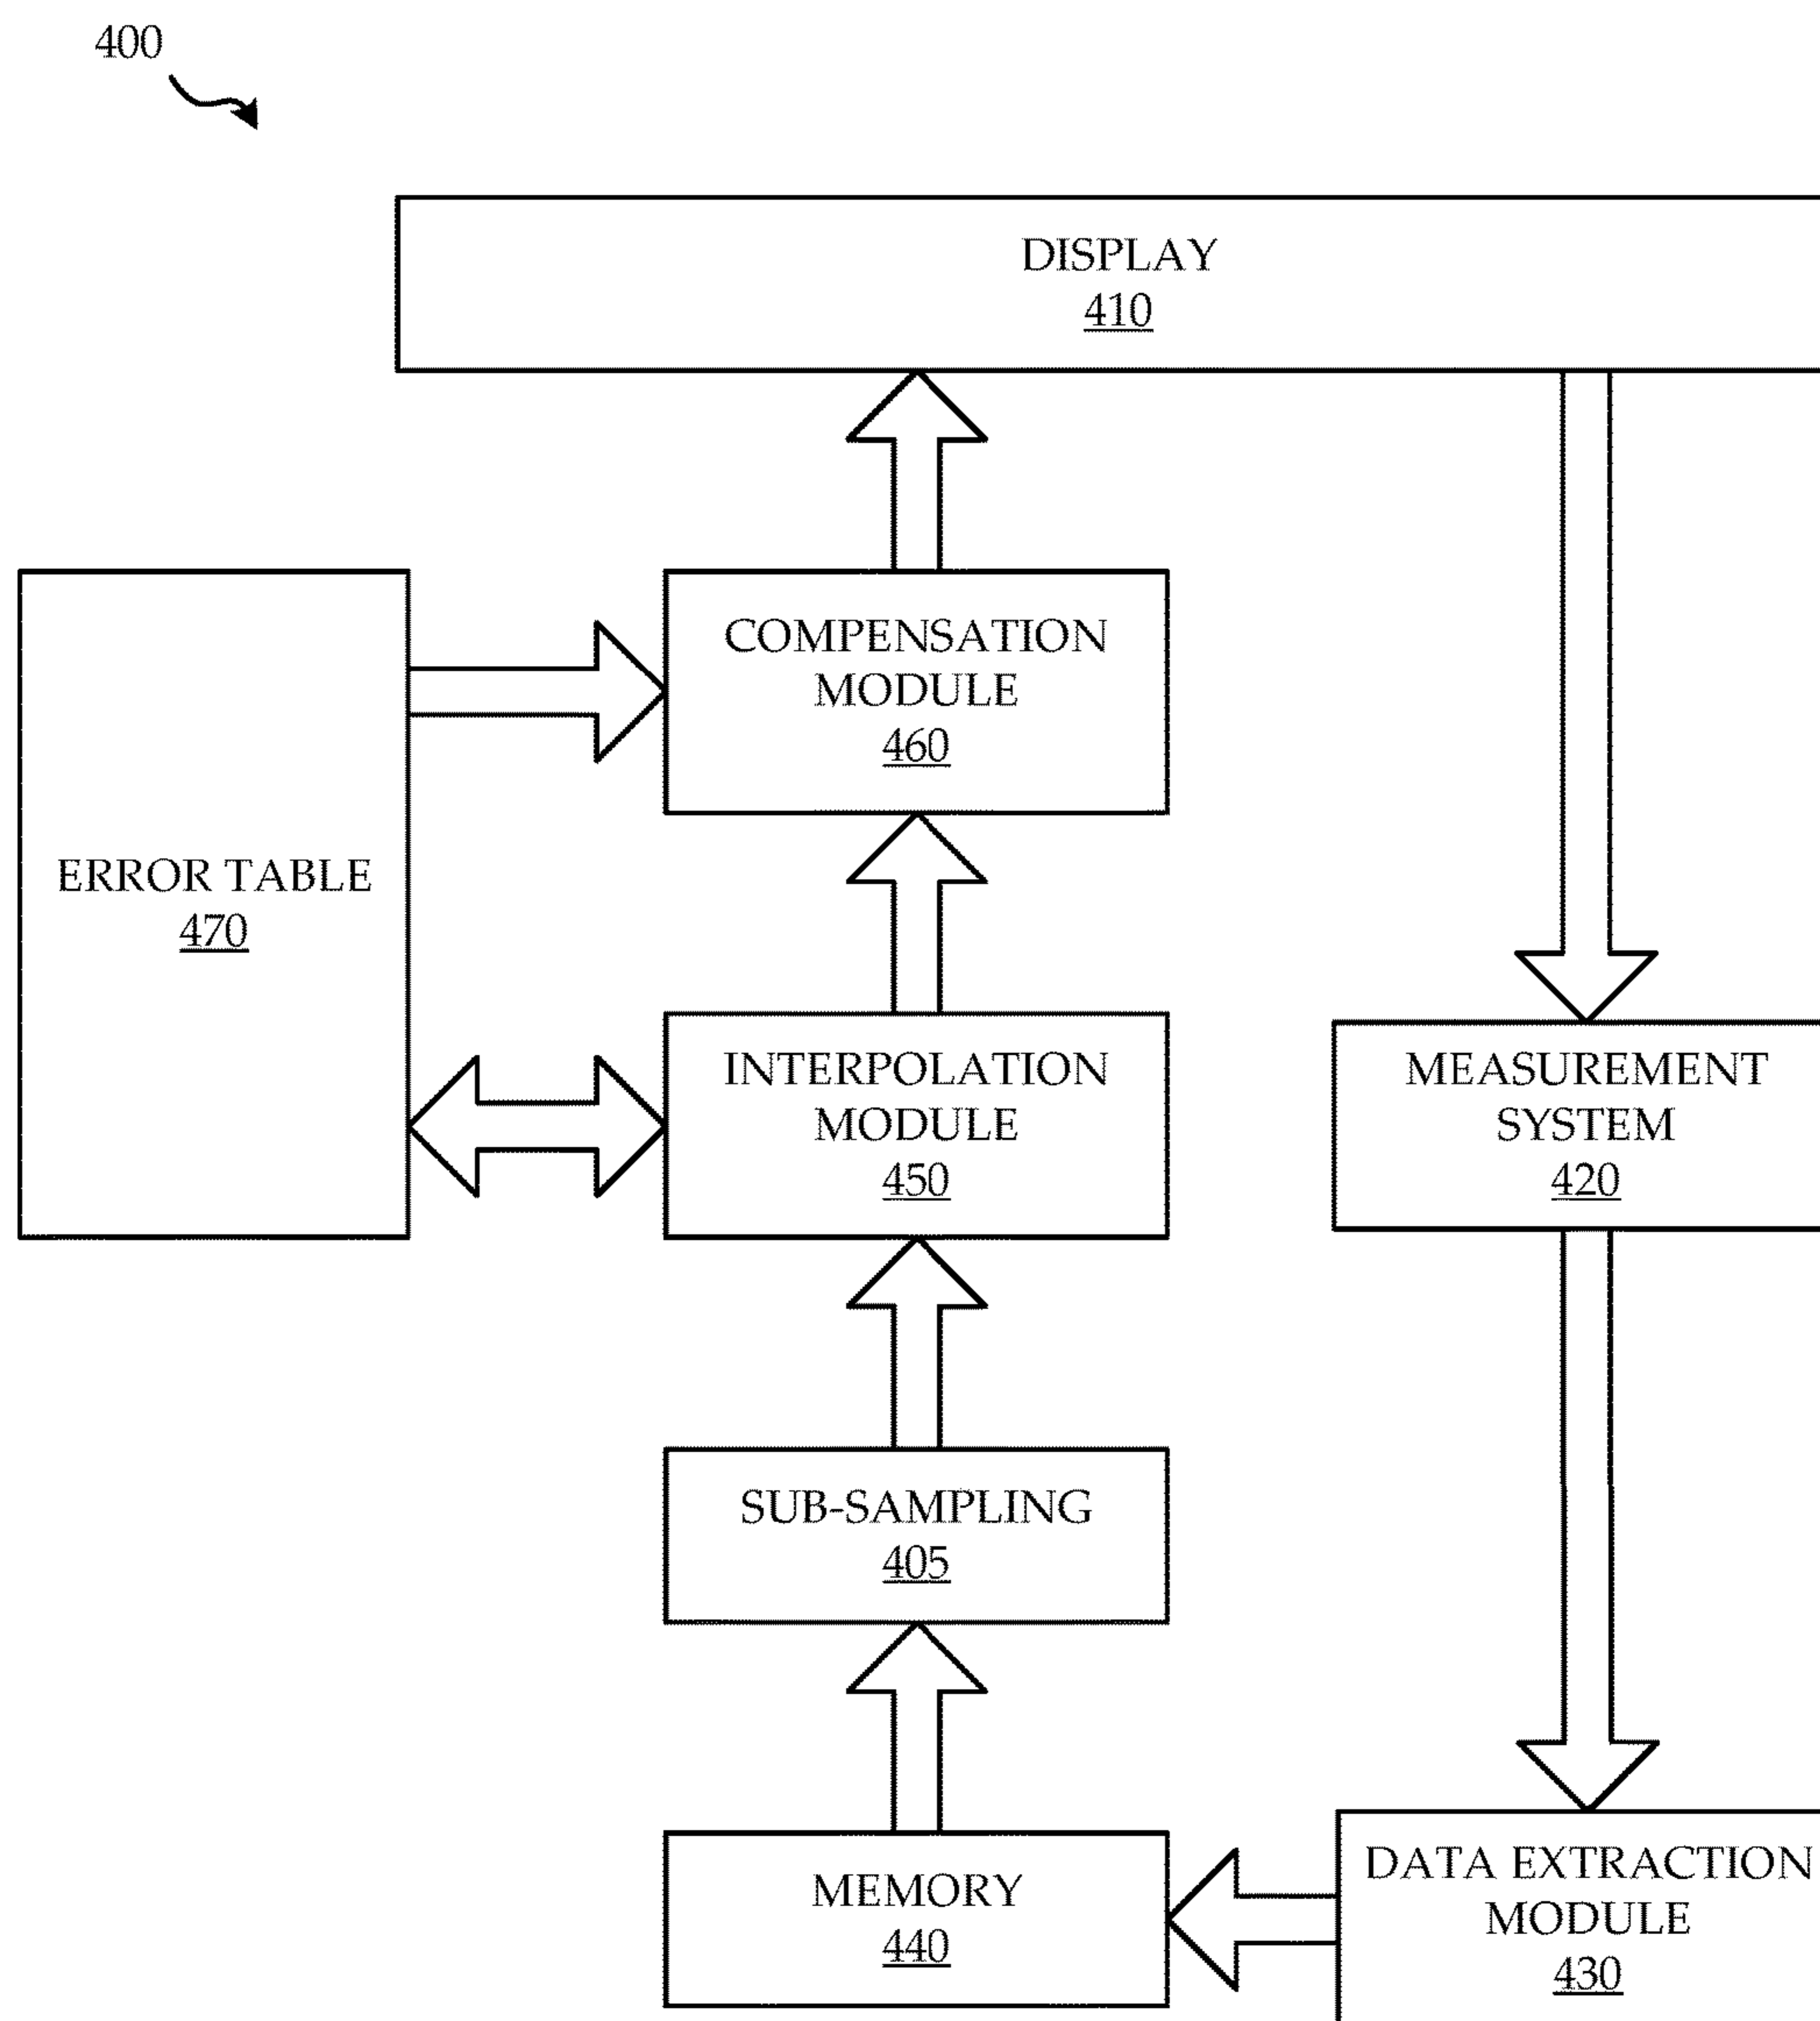 400
DISPLAY
410
COMPENSATION
MODULE
460
ERROR TABLE
470
INTERPOLATION
MODULE
450
MEASUREMENT
SYSTEM
420
SUB-SAMPLING
405
MEMORY
440
DATA EXTRACTION
MODULE
430